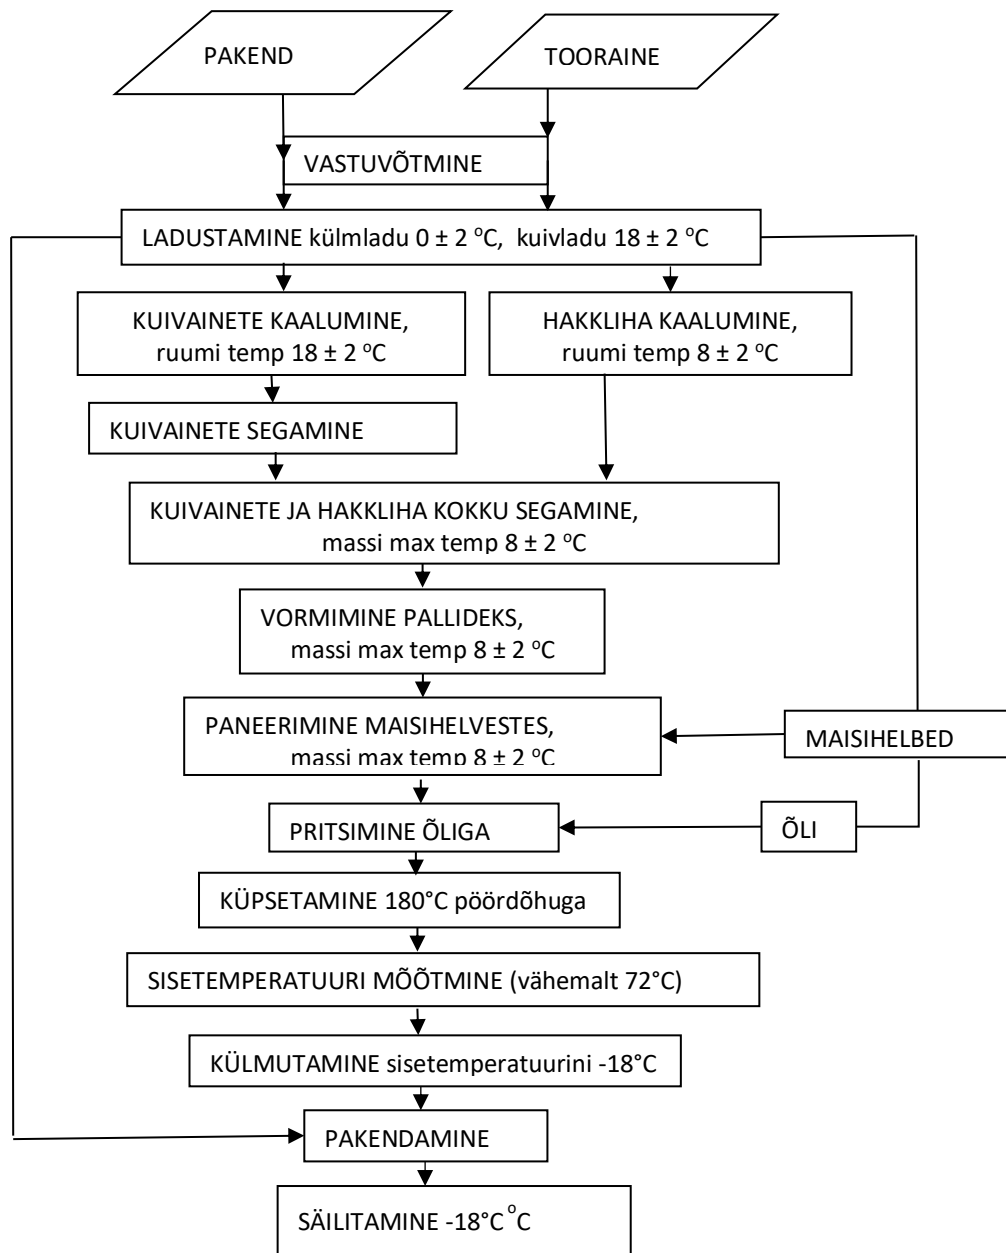 PAKEND
TOORAINE
VASTUVÕTMINE
LADUSTAMINE külmladu 0 ± 2 °C, kuivladu 18 ± 2 °C
KUIVAINETE KAALUMINE,
ruumi temp 18 ± 2 °C
HAKKLIHA KAALUMINE,
ruumi temp 8 ± 2 °C
KUIVAINETE SEGAMINE
KUIVAINETE JA HAKKLIHA KOKKU SEGAMINE,
massi max temp 8 ± 2 °C
VORMIMINE PALLIDEKS,
massi max temp 8 ± 2 °C
PANEERIMINE MAISIHELVESTES,
massi max temp 8 ± 2 °C
MAISIHELBED
PRITSIMINE ÕLIGA
ÕLI
KÜPSETAMINE 180°C pöördõhuga
SISETEMPERATUURI MÕÕTMINE (vähemalt 72°C)
KÜLMUTAMINE sisetemperatuurini -18°C
PAKENDAMINE
SÄILITAMINE -18°C °C